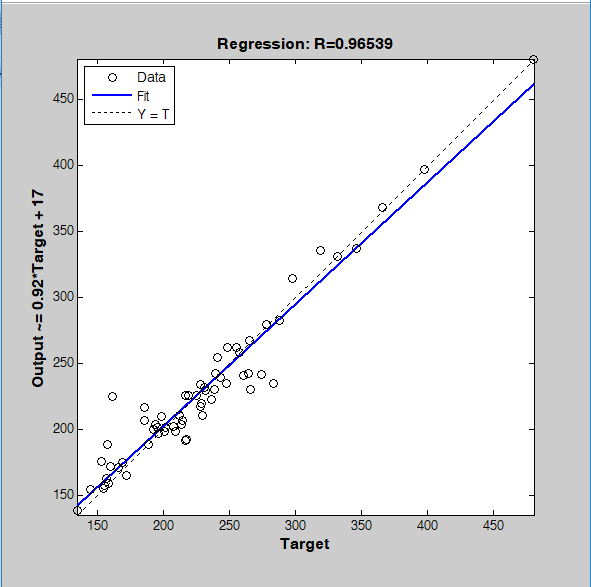 Regression: R=0.96539
Data
Fit
Y = T
Output ~= 0.92*Target + 17
450
400
350
300
250
200
150
150 200 250 300 350 400 450
Target